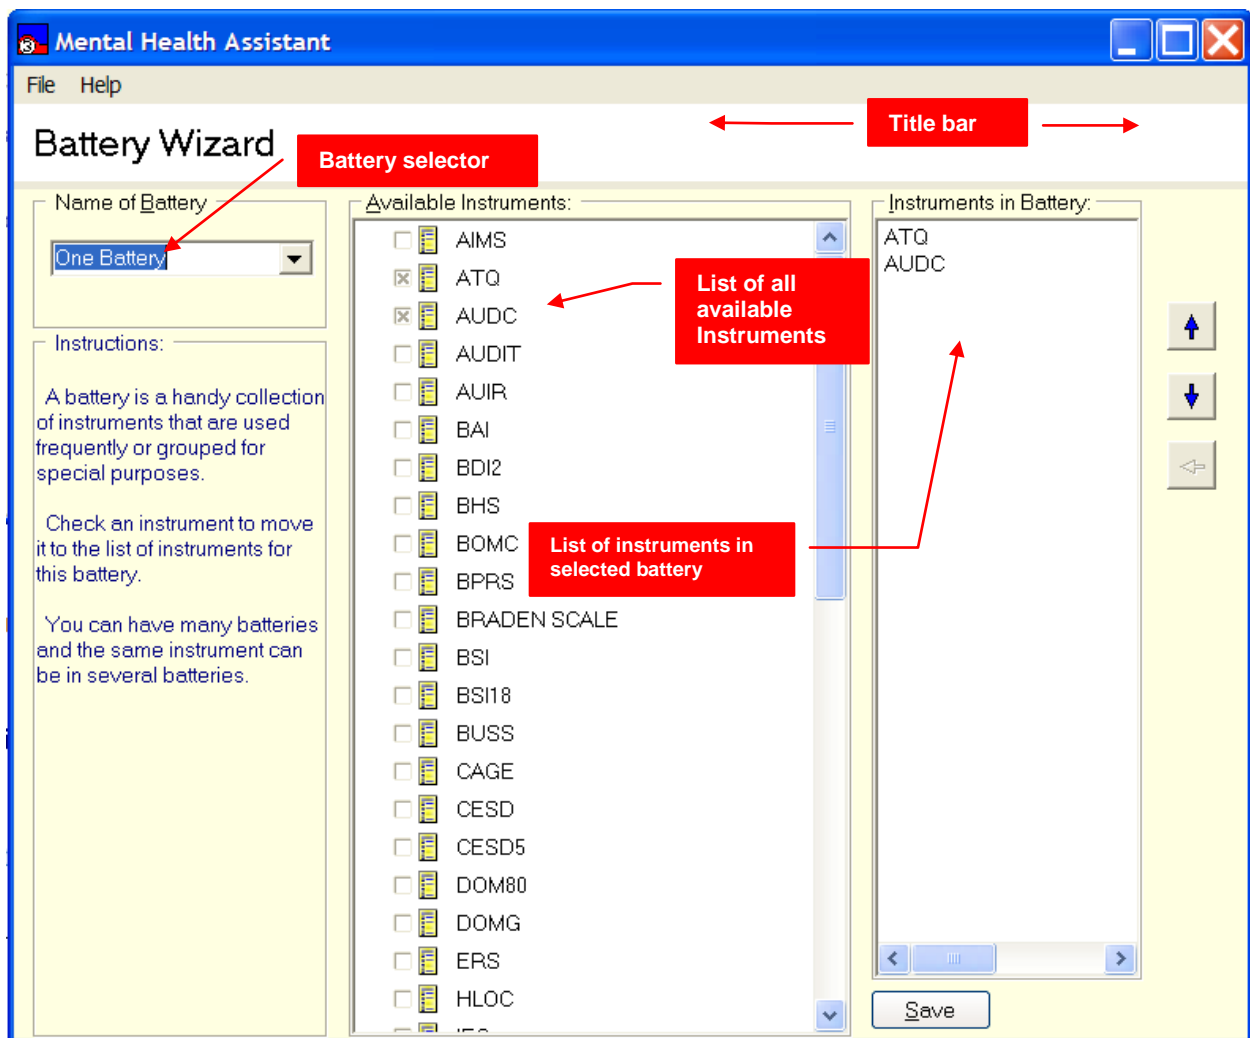 Mental Health Assistant
File Help
Title bar
Battery Wizard
Battery selector
Name of Battery
One Battery
Instructions:
A battery is a handy collection
of instruments that are used
frequently or grouped for
special purposes.
Check an instrument to move
it to the list of instruments for
this battery.
You can have many batteries
and the same instrument can
be in several batteries.
Available Instruments:
AIMS
ATQ
AUDC
AUDIT
AUIR
BAI
BDI2
BHS
BOMC
BPRS
BRADEN SCALE
BSI
BSI18
BUSS
CAGE
CESD
CESD5
DOM80
DOMG
ERS
HLOC
List of all
available
Instruments
List of instruments in
selected battery
Instruments in Battery:
ATQ
AUDC
Save